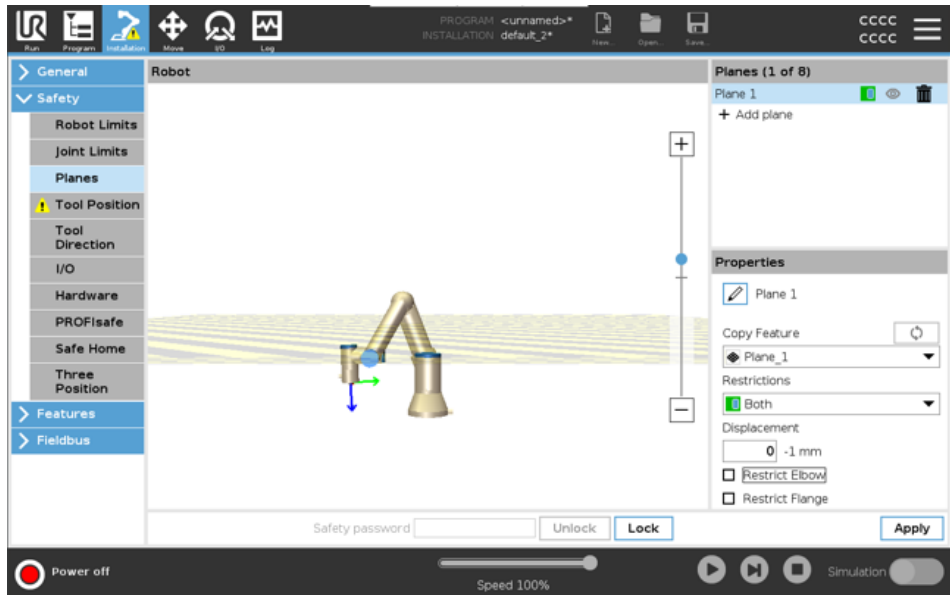 PROGRAM <unnamed>*
INSTALLATION default_2*
UR
Run
Program
Installation
Move
I/O
Log
New...
Open...
Save...
CCCC
CCCC
General
Safety
Robot Limits
Joint Limits
Planes
Tool Position
Tool
Direction
I/O
Hardware
PROFIsafe
Safe Home
Three
Position
Features
Fieldbus
Robot
Planes (1 of 8)
Plane 1
+ Add plane
Properties
Plane 1
Copy Feature
Plane_1
Restrictions
Both
Displacement
0 -1 mm
Restrict Elbow
Restrict Flange
Safety password
Unlock
Lock
Apply
Power off
Speed 100%
Simulation